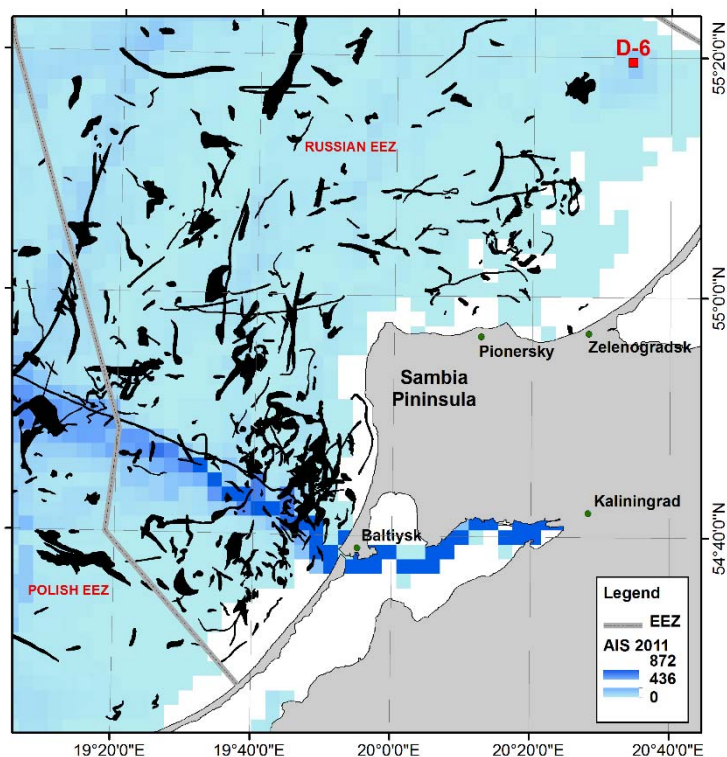 D-6
55°20'0"N
RUSSIAN EEZ
55°0'0"N
Pionersky
Zelenogradsk
Sambia
Pininsula
Kaliningrad
Baltiysk
54°40'0"N
POLISH EEZ
Legend
EEZ
AIS 2011
872
436
0
19°20'0"E
19°40'0"E
20°0'0"E
20°20'0"E
20°40'0"E